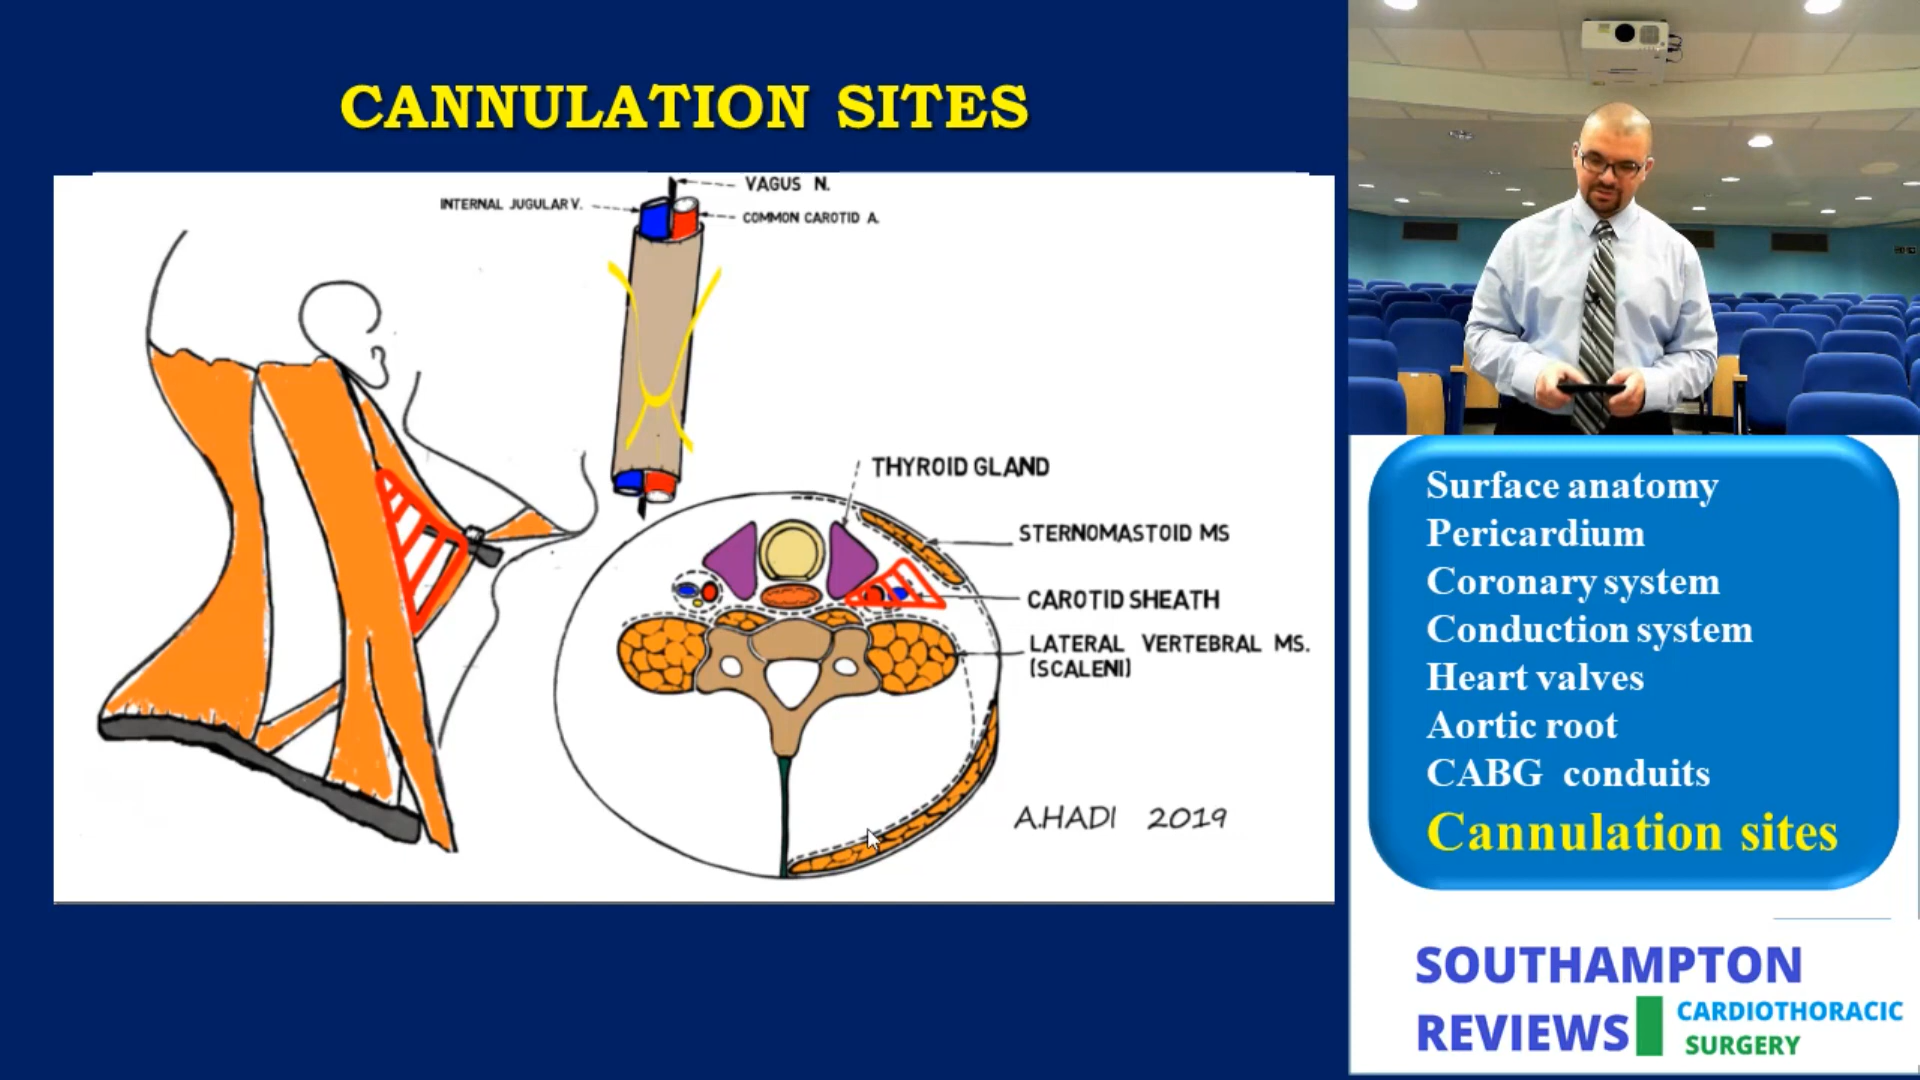 CANNULATION SITES
VAGUS N.
INTERNAL JUGULAR V.
COMMON CAROTID A.
THYROID GLAND
STERNOMASTOID MS
CAROTID SHEATH
LATERAL VERTEBRAL MS.
(SCALENI)
A.HADI 2019
Surface anatomy
Pericardium
Coronary system
Conduction system
Heart valves
Aortic root
CABG conduits
Cannulation sites
SOUTHAMPTON
REVIEWS
CARDIOTHORACIC
SURGERY